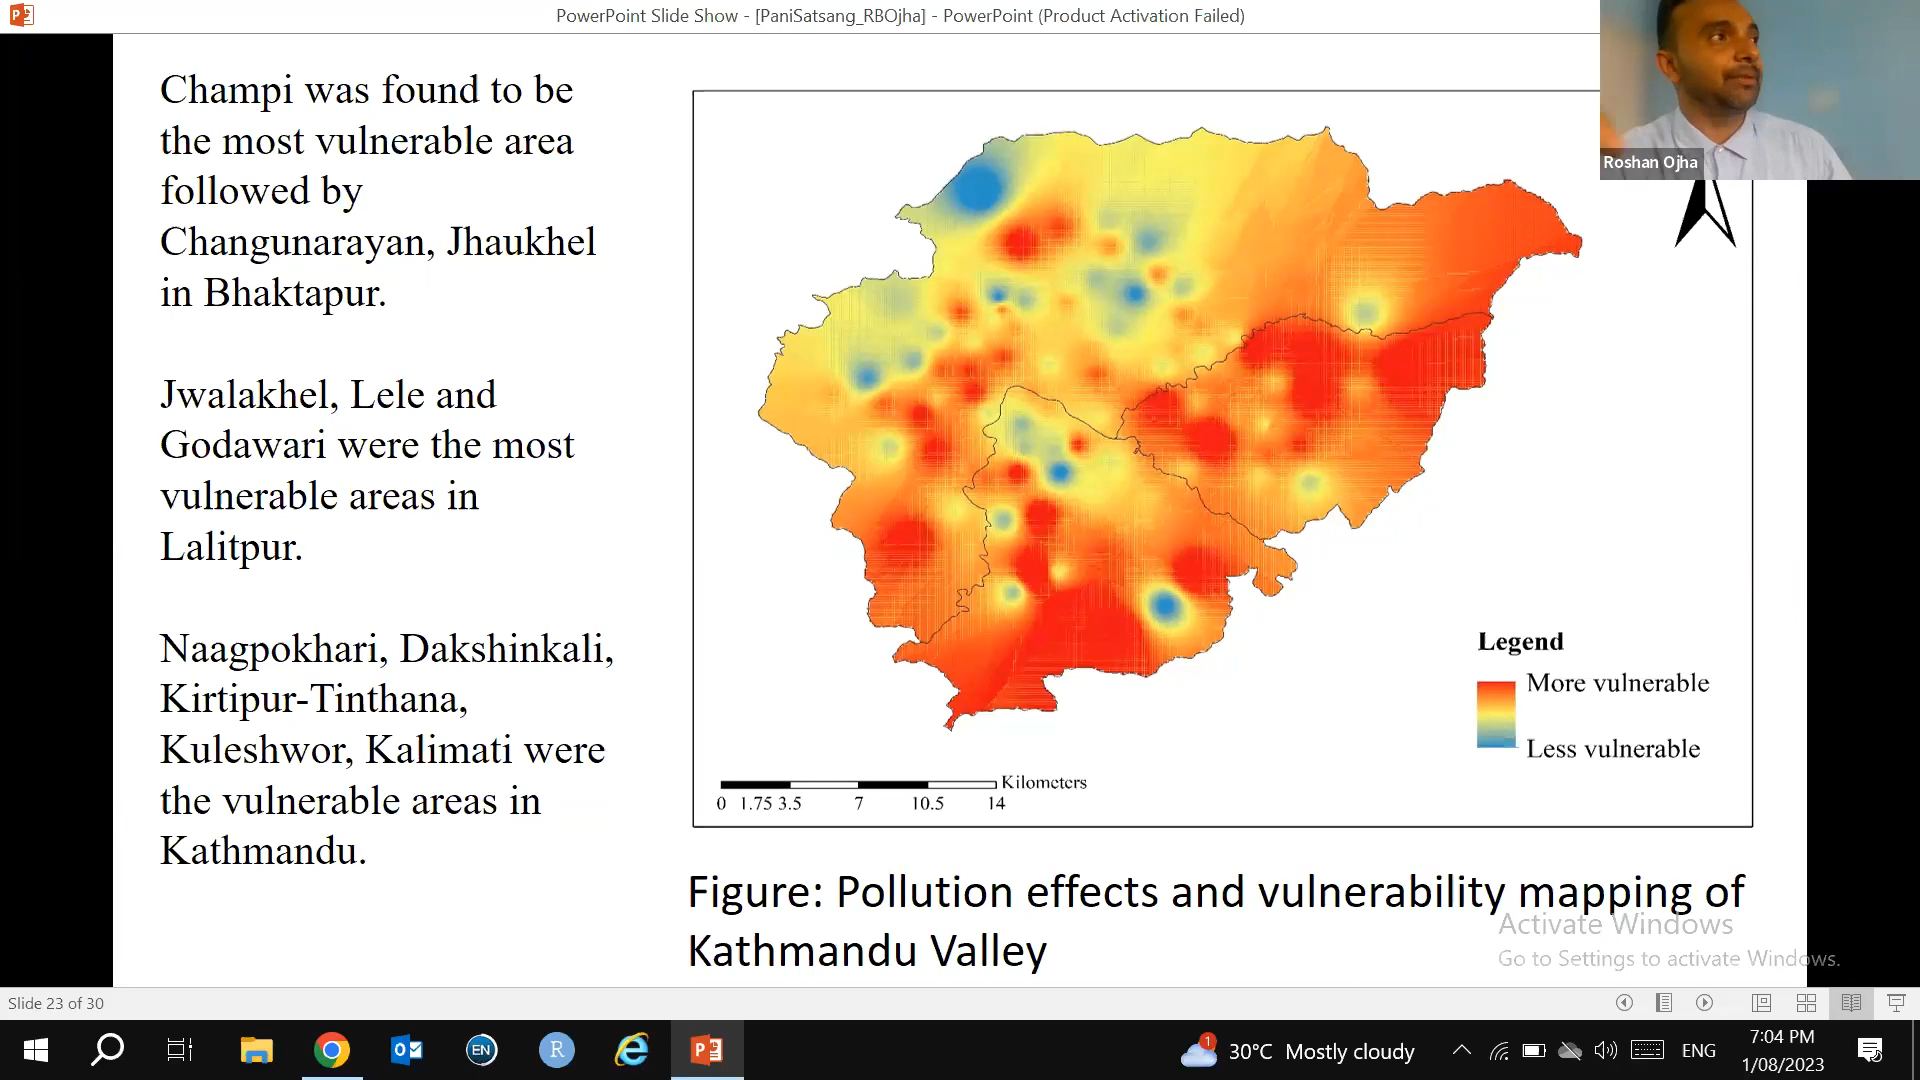 PowerPoint Slide Show - [PaniSatsang_RBOjha] - PowerPoint (Product Activation Failed)
Roshan Ojha
Champi was found to be
the most vulnerable area
followed by
Changunarayan, Jhaukhel
in Bhaktapur.
Jwalakhel, Lele and
Godawari were the most
vulnerable areas in
Lalitpur.
Naagpokhari, Dakshinkali,
Kirtipur-Tinthana,
Kuleshwor, Kalimati were
the vulnerable areas in
Kathmandu.
Legend
More vulnerable
Less vulnerable
Kilometers
0 1.75 3.5 7 10.5 14
Figure: Pollution effects and vulnerability mapping of
Kathmandu Valley
Activate Windows
Go to Settings to activate Windows.
Slide 23 of 30
EN
R
1
30°C Mostly cloudy
ENG
7:04 PM
1/08/2023